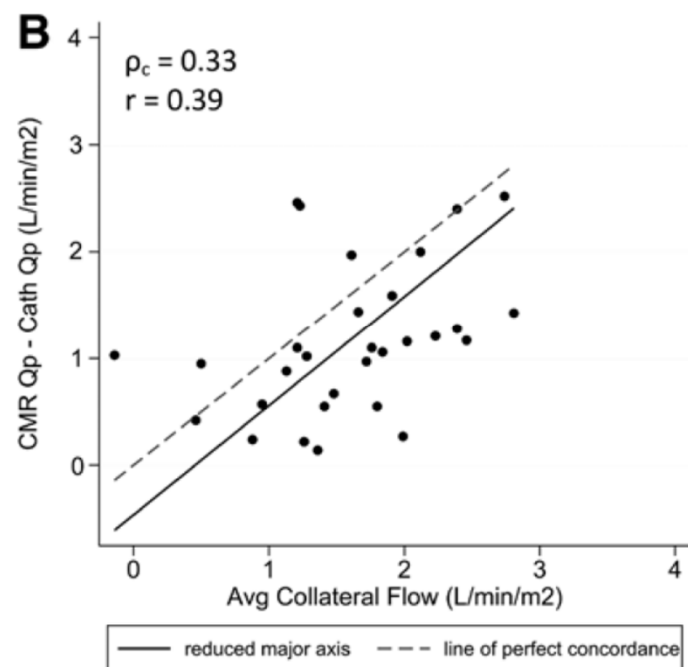 B
ρc = 0.33
r = 0.39
CMR Qp - Cath Qp (L/min/m2)
4
3
2
1
0
0 1 2 3 4
Avg Collateral Flow (L/min/m2)
reduced major axis line of perfect concordance